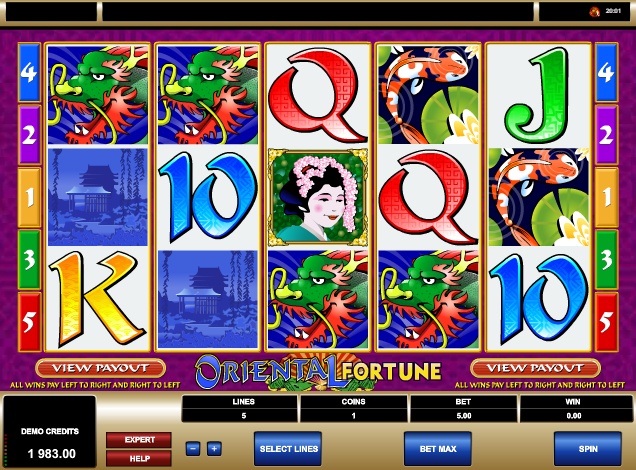 20:01
4 Q J 4
2 2
1 10 Q 1
3 3
K 10
5 5
VIEW PAYOUT ORIENTAL FORTUNE VIEW PAYOUT
ALL WINS PAY LEFT TO RIGHT AND RIGHT TO LEFT ALL WINS PAY LEFT TO RIGHT AND RIGHT TO LEFT
LINES COINS BET WIN
5 1 5.00 0.00
DEMO CREDITS
1 983.00
EXPERT
HELP
− + SELECT LINES BET MAX SPIN